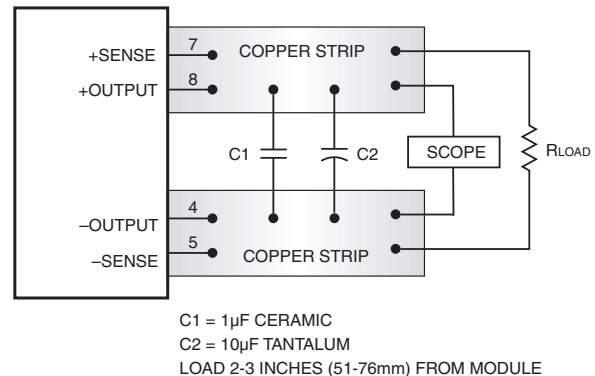 +SENSE 7 COPPER STRIP
+OUTPUT 8
C1 C2 SCOPE RLOAD
–OUTPUT 4
–SENSE 5 COPPER STRIP
C1 = 1µF CERAMIC
C2 = 10µF TANTALUM
LOAD 2-3 INCHES (51-76mm) FROM MODULE